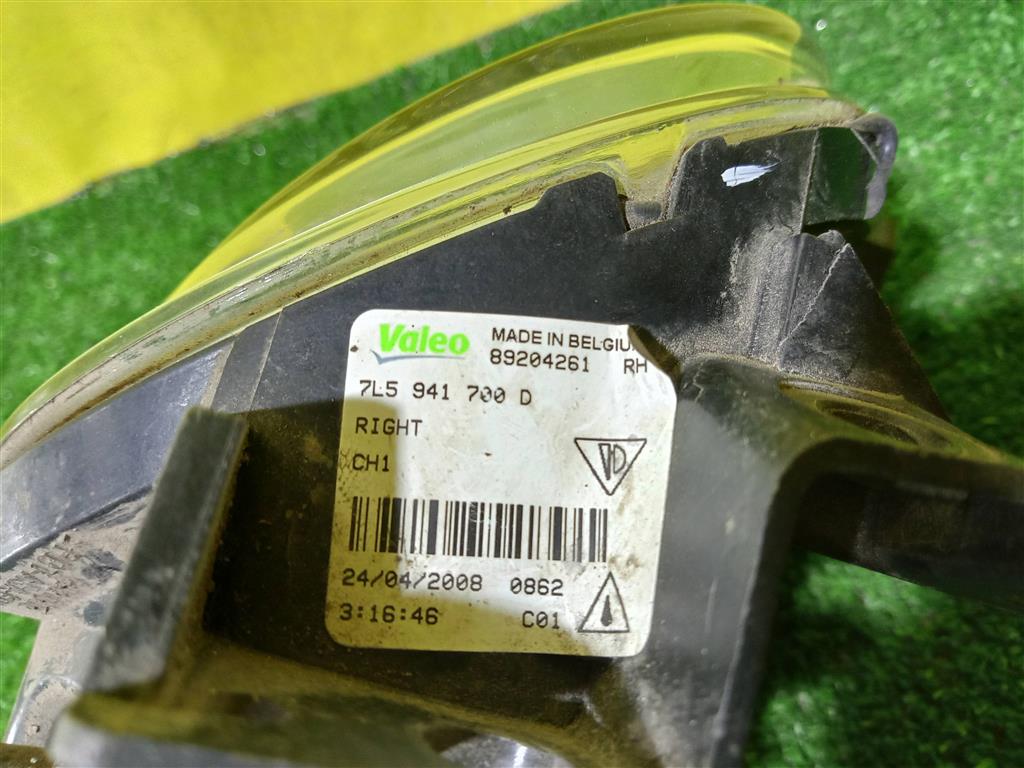 Valeo MADE IN BELGIU
89204261 RH
7L5 941 700 D
RIGHT
CH1
24/04/2008 0862
3:16:46 C01